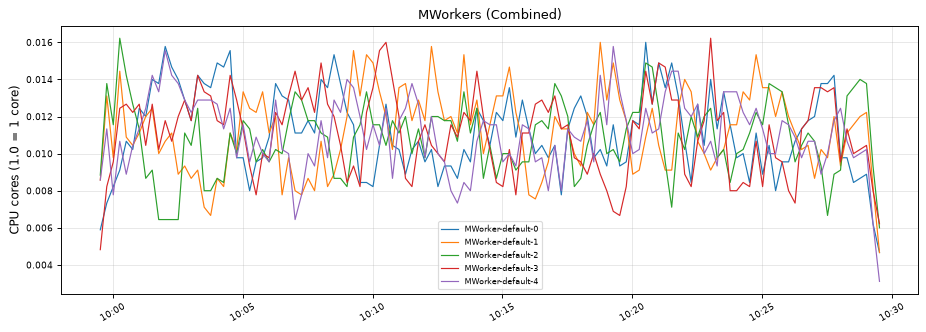 MWorkers (Combined)
CPU cores (1.0 = 1 core)
0.016
0.014
0.012
0.010
0.008
0.006
0.004
MWorker-default-0
MWorker-default-1
MWorker-default-2
MWorker-default-3
MWorker-default-4
10:00
10:05
10:10
10:15
10:20
10:25
10:30